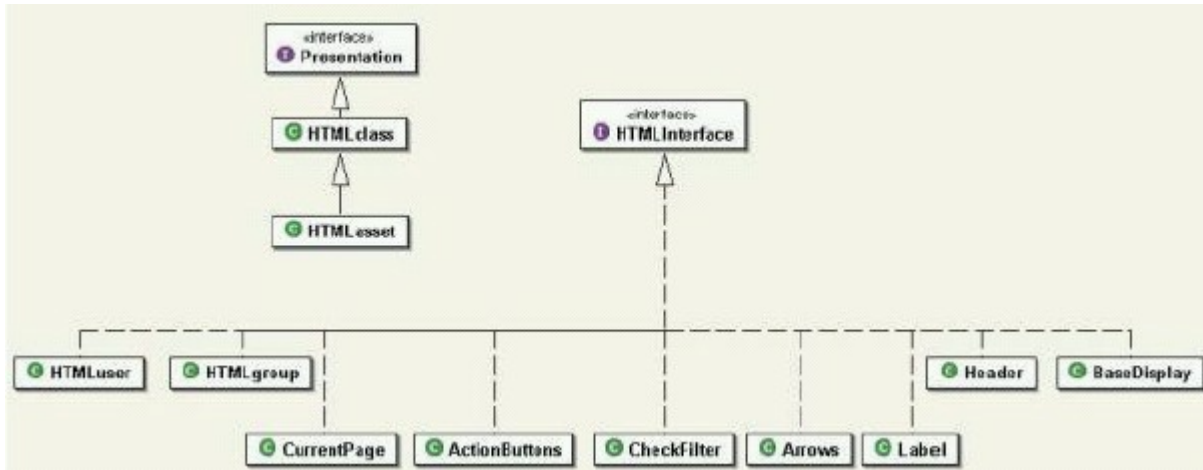 «interface»
I Presentation
C HTMLclass
«interface»
I HTMLInterface
C HTMLasset
C HTMLuser
C HTMLgroup
C Header
C BaseDisplay
C CurrentPage
C ActionButtons
C CheckFilter
C Arrows
C Label